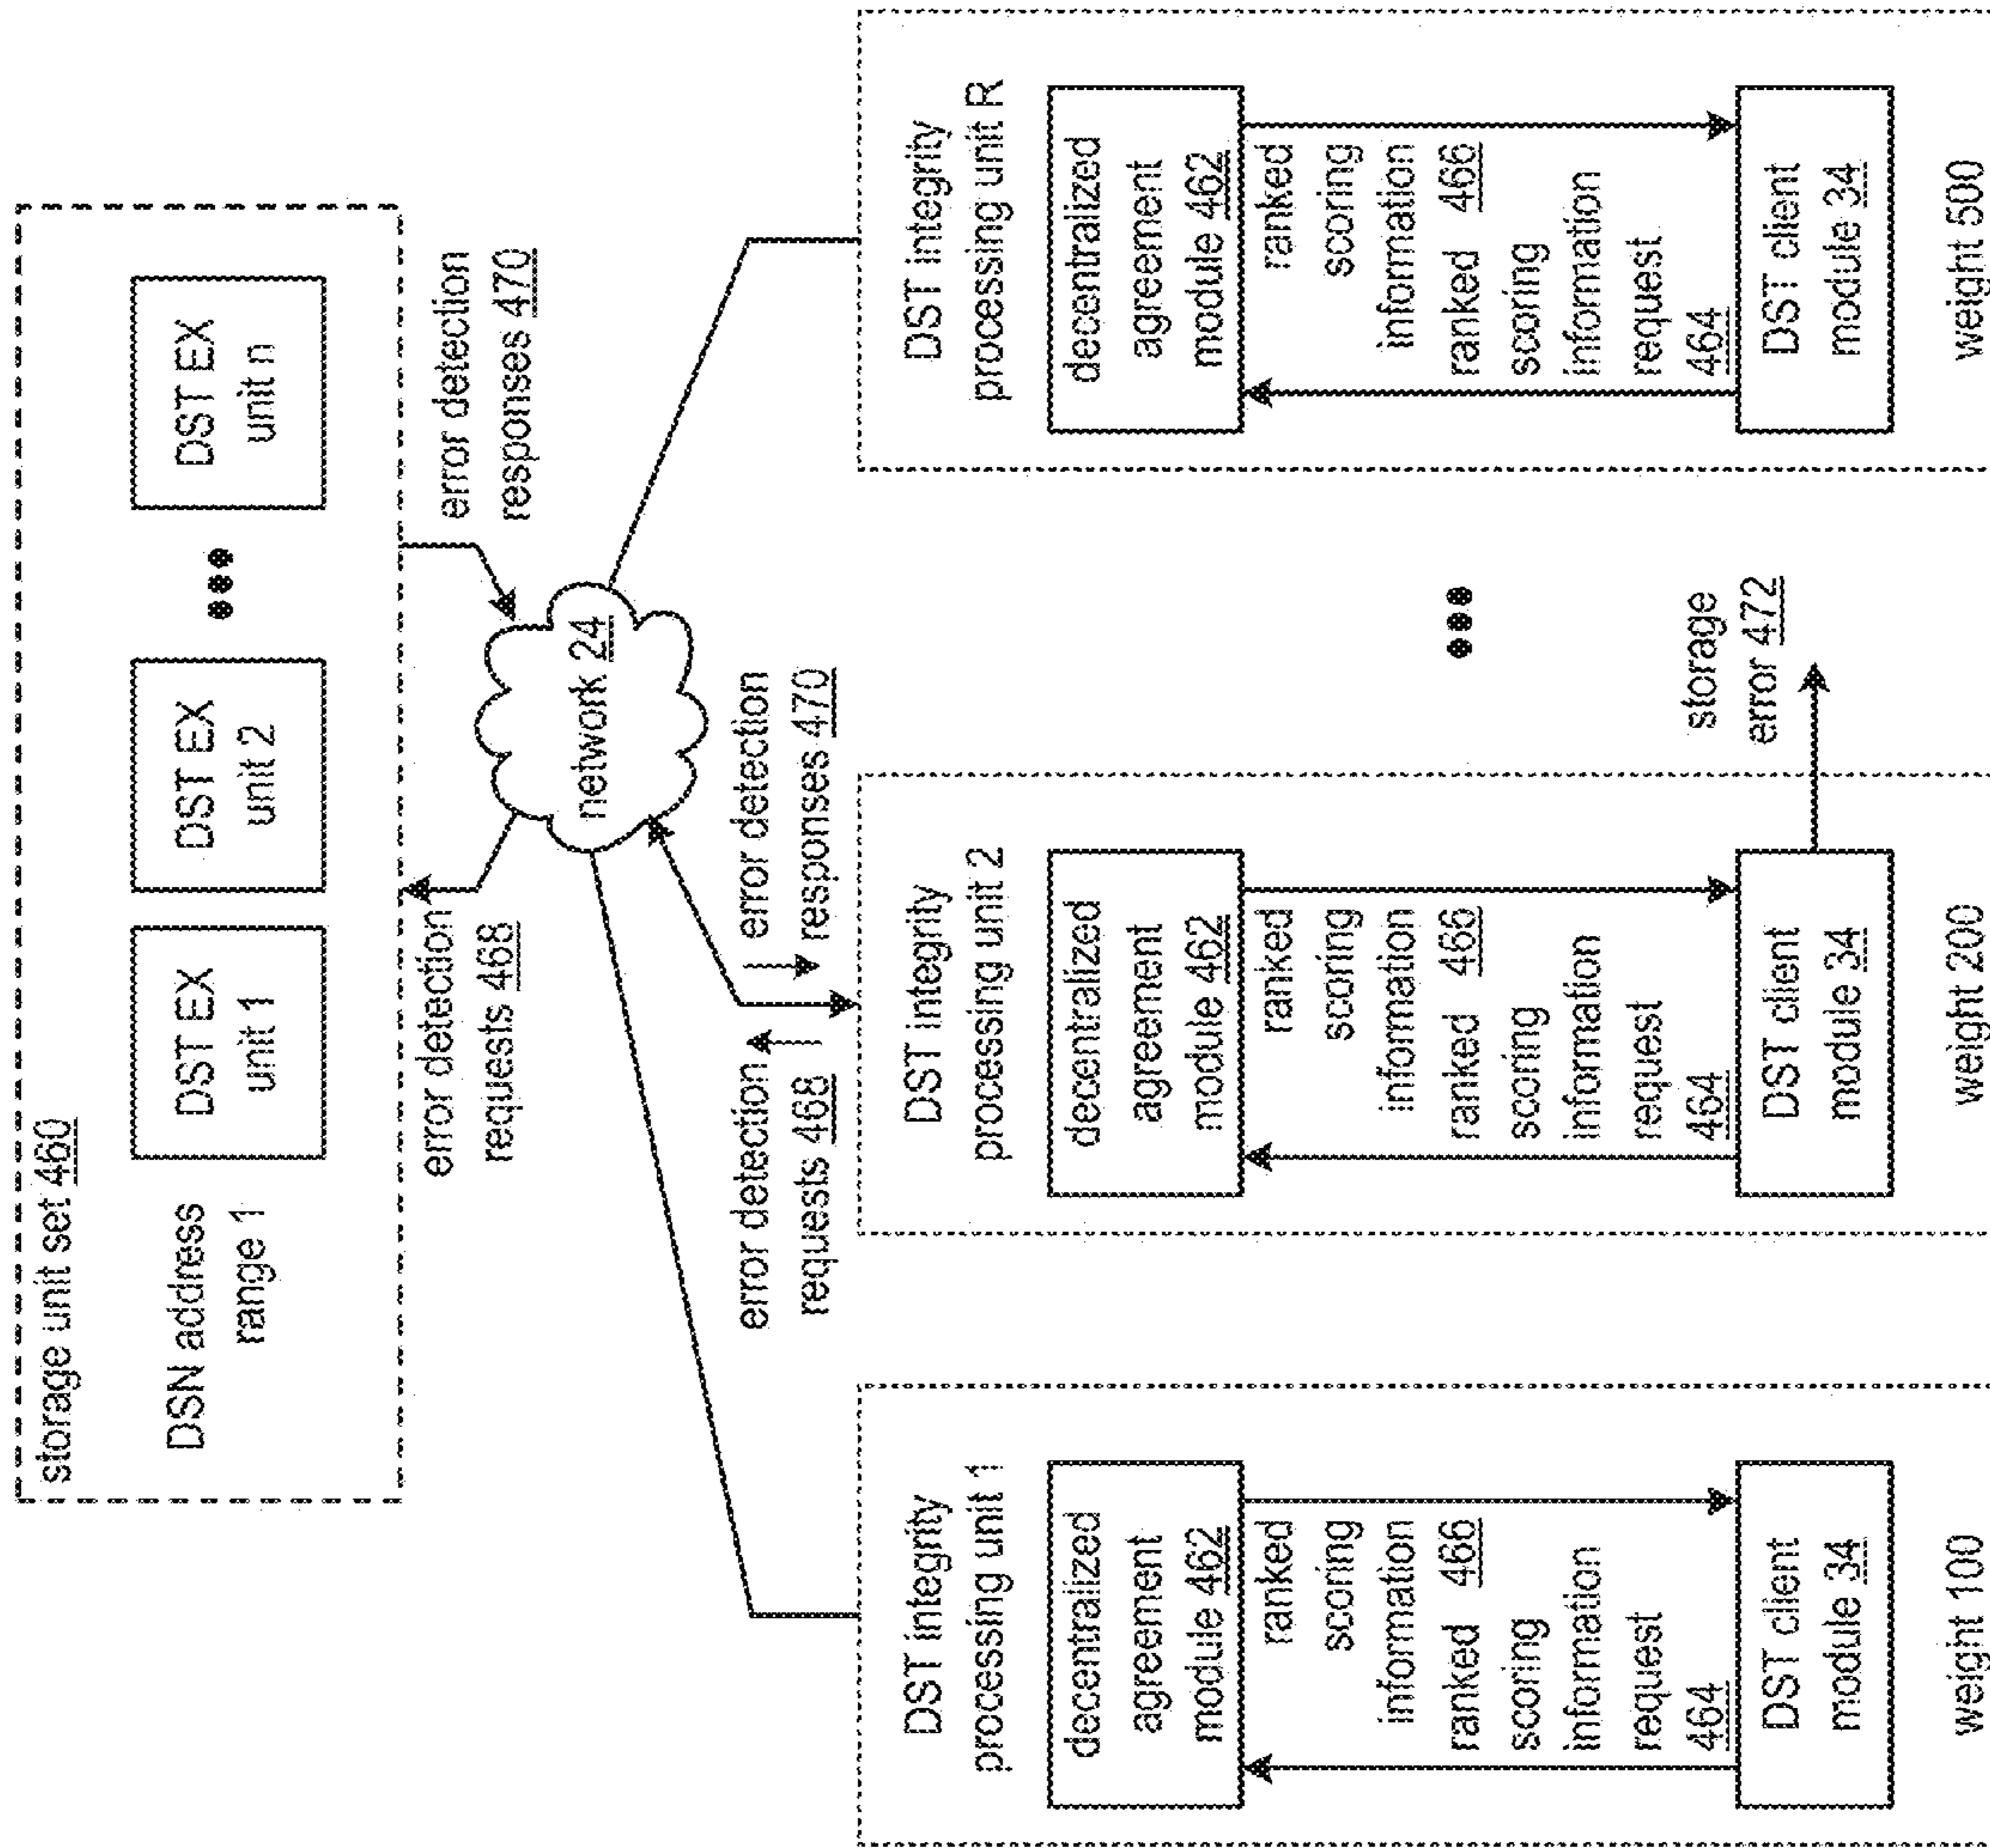 storage unit set 460
DSN address
range 1
DST EX
unit 1
DST EX
unit 2
DST EX
unit n
error detection
requests 468
error detection
responses 470
network 24
error detection
requests 468
error detection
responses 470
DST integrity
processing unit 1
decentralized
agreement
module 462
ranked
scoring
information
466
ranked
scoring
information
request
464
DST client
module 34
weight 100
DST integrity
processing unit 2
decentralized
agreement
module 462
ranked
scoring
information
466
ranked
scoring
information
request
464
DST client
module 34
weight 200
storage
error 472
DST integrity
processing unit R
decentralized
agreement
module 462
ranked
scoring
information
466
ranked
scoring
information
request
464
DST client
module 34
weight 500